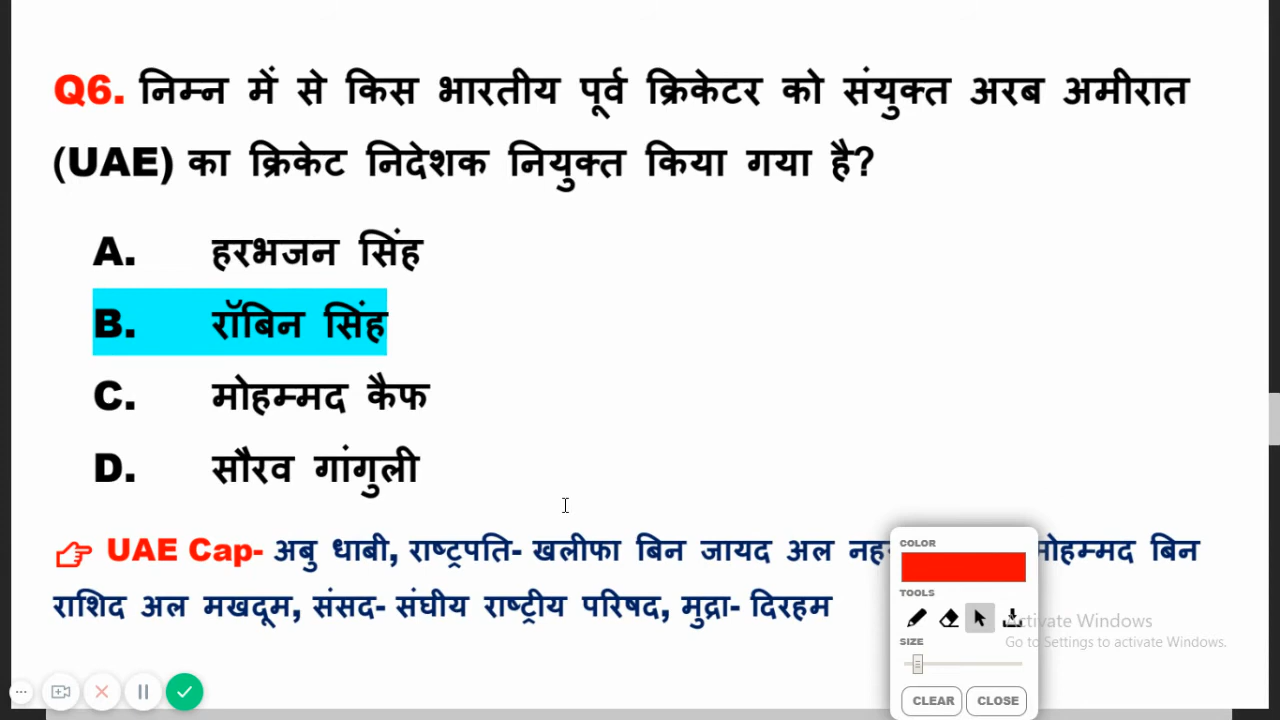 Q6. निम्न में से किस भारतीय पूर्व क्रिकेटर को संयुक्त अरब अमीरात
(UAE) का क्रिकेट निदेशक नियुक्त किया गया है?
A. हरभजन सिंह
B. रॉबिन सिंह
C. मोहम्मद कैफ
D. सौरव गांगुली
UAE Cap- अबु धाबी, राष्ट्रपति- खलीफा बिन जायद अल मोहम्मद बिन
राशिद अल मखदूम, संसद- संघीय राष्ट्रीय परिषद, मुद्रा- दिरहम
COLOR
TOOLS
SIZE
CLEAR CLOSE
Activate Windows
Go to Settings to activate Windows.